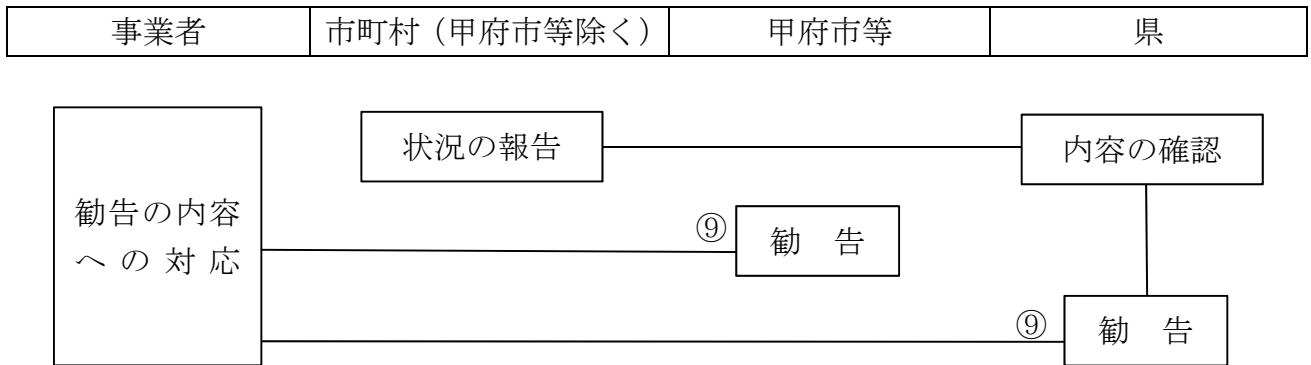 事業者 市町村（甲府市等除く） 甲府市等 県
状況の報告 内容の確認
勧告の内容
への対応
⑨ 勧 告
⑨ 勧 告